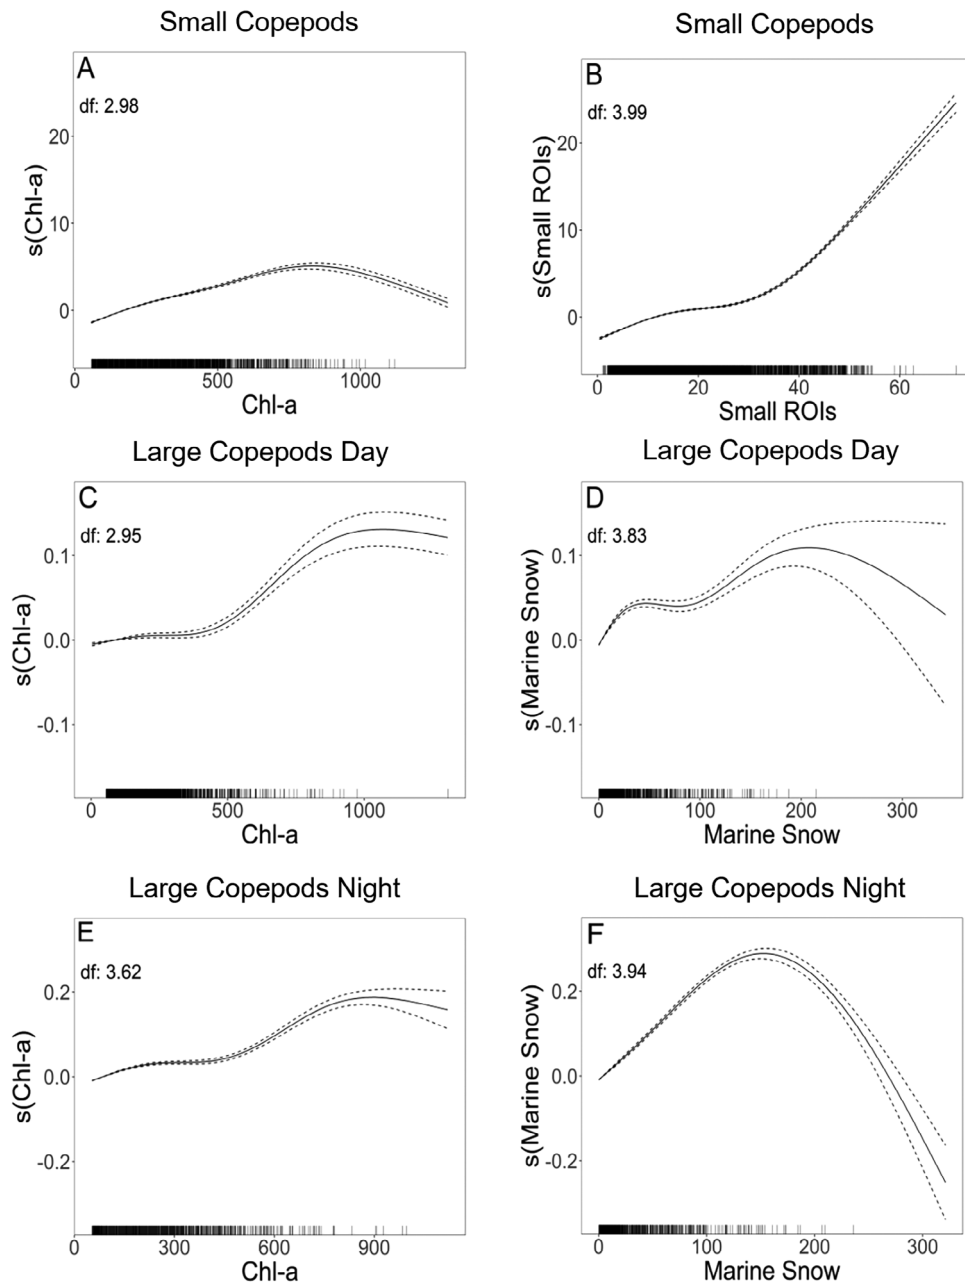 Small Copepods
A
df: 2.98
s(Chl-a)
20
10
0
0 500 1000
Chl-a
Small Copepods
B
df: 3.99
s(Small ROIs)
20
10
0
0 20 40 60
Small ROIs
Large Copepods Day
C
df: 2.95
s(Chl-a)
0.1
0.0
-0.1
0 500 1000
Chl-a
Large Copepods Day
D
df: 3.83
s(Marine Snow)
0.1
0.0
-0.1
0 100 200 300
Marine Snow
Large Copepods Night
E
df: 3.62
s(Chl-a)
0.2
0.0
-0.2
0 300 600 900
Chl-a
Large Copepods Night
F
df: 3.94
s(Marine Snow)
0.2
0.0
-0.2
0 100 200 300
Marine Snow